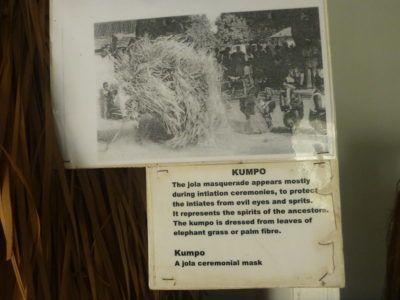 KUMPO
The jola masquerade appears mostly
during intiation ceremonies, to protect
the intiates from evil eyes and sprits.
It represents the spirits of the ancestors.
The kumpo is dressed from leaves of
elephant grass or palm fibre.
Kumpo
A jola ceremonial mask